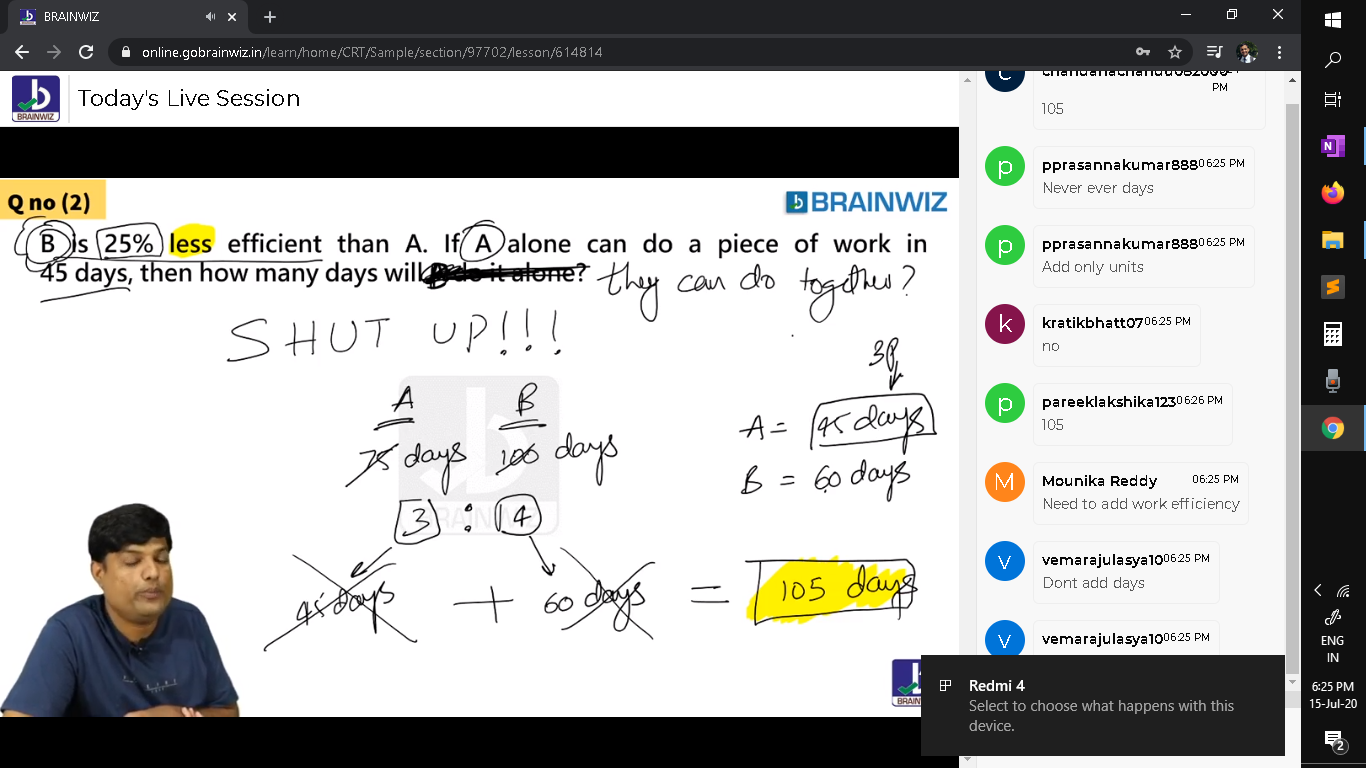 BRAINWIZ
online.gobrainwiz.in/learn/home/CRT/Sample/section/97702/lesson/614814
BRAINWIZ
Today's Live Session
Q no (2)
BRAINWIZ
B is 25% less efficient than A. If A alone can do a piece of work in
45 days, then how many days will B do it alone? they can do together?
SHUT UP!!!
A B
75 days 100 days
3 : 4
45 days + 60 days = 105 days
A = 45 days
B = 60 days
BRAINWIZ
PM
105
pprasannakumar888 06:25 PM
Never ever days
pprasannakumar888 06:25 PM
Add only units
kratikbhatt07 06:25 PM
no
pareeklakshika123 06:26 PM
105
Mounika Reddy 06:25 PM
Need to add work efficiency
vemarajulasya10 06:25 PM
Dont add days
vemarajulasya10 06:25 PM
Redmi 4
Select to choose what happens with this
device.
ENG
IN
6:25 PM
15-Jul-20
2